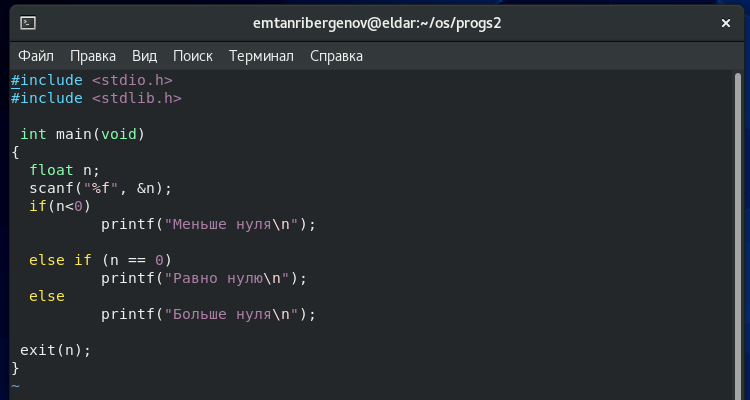 emtanribergenov@eldar:~/os/progs2
Файл Правка Вид Поиск Терминал Справка
#include <stdio.h>
#include <stdlib.h>
int main(void)
{
float n;
scanf("%f", &n);
if(n<0)
printf("Меньше нуля\n");
else if (n == 0)
printf("Равно нулю\n");
else
printf("Больше нуля\n");
exit(n);
}
~